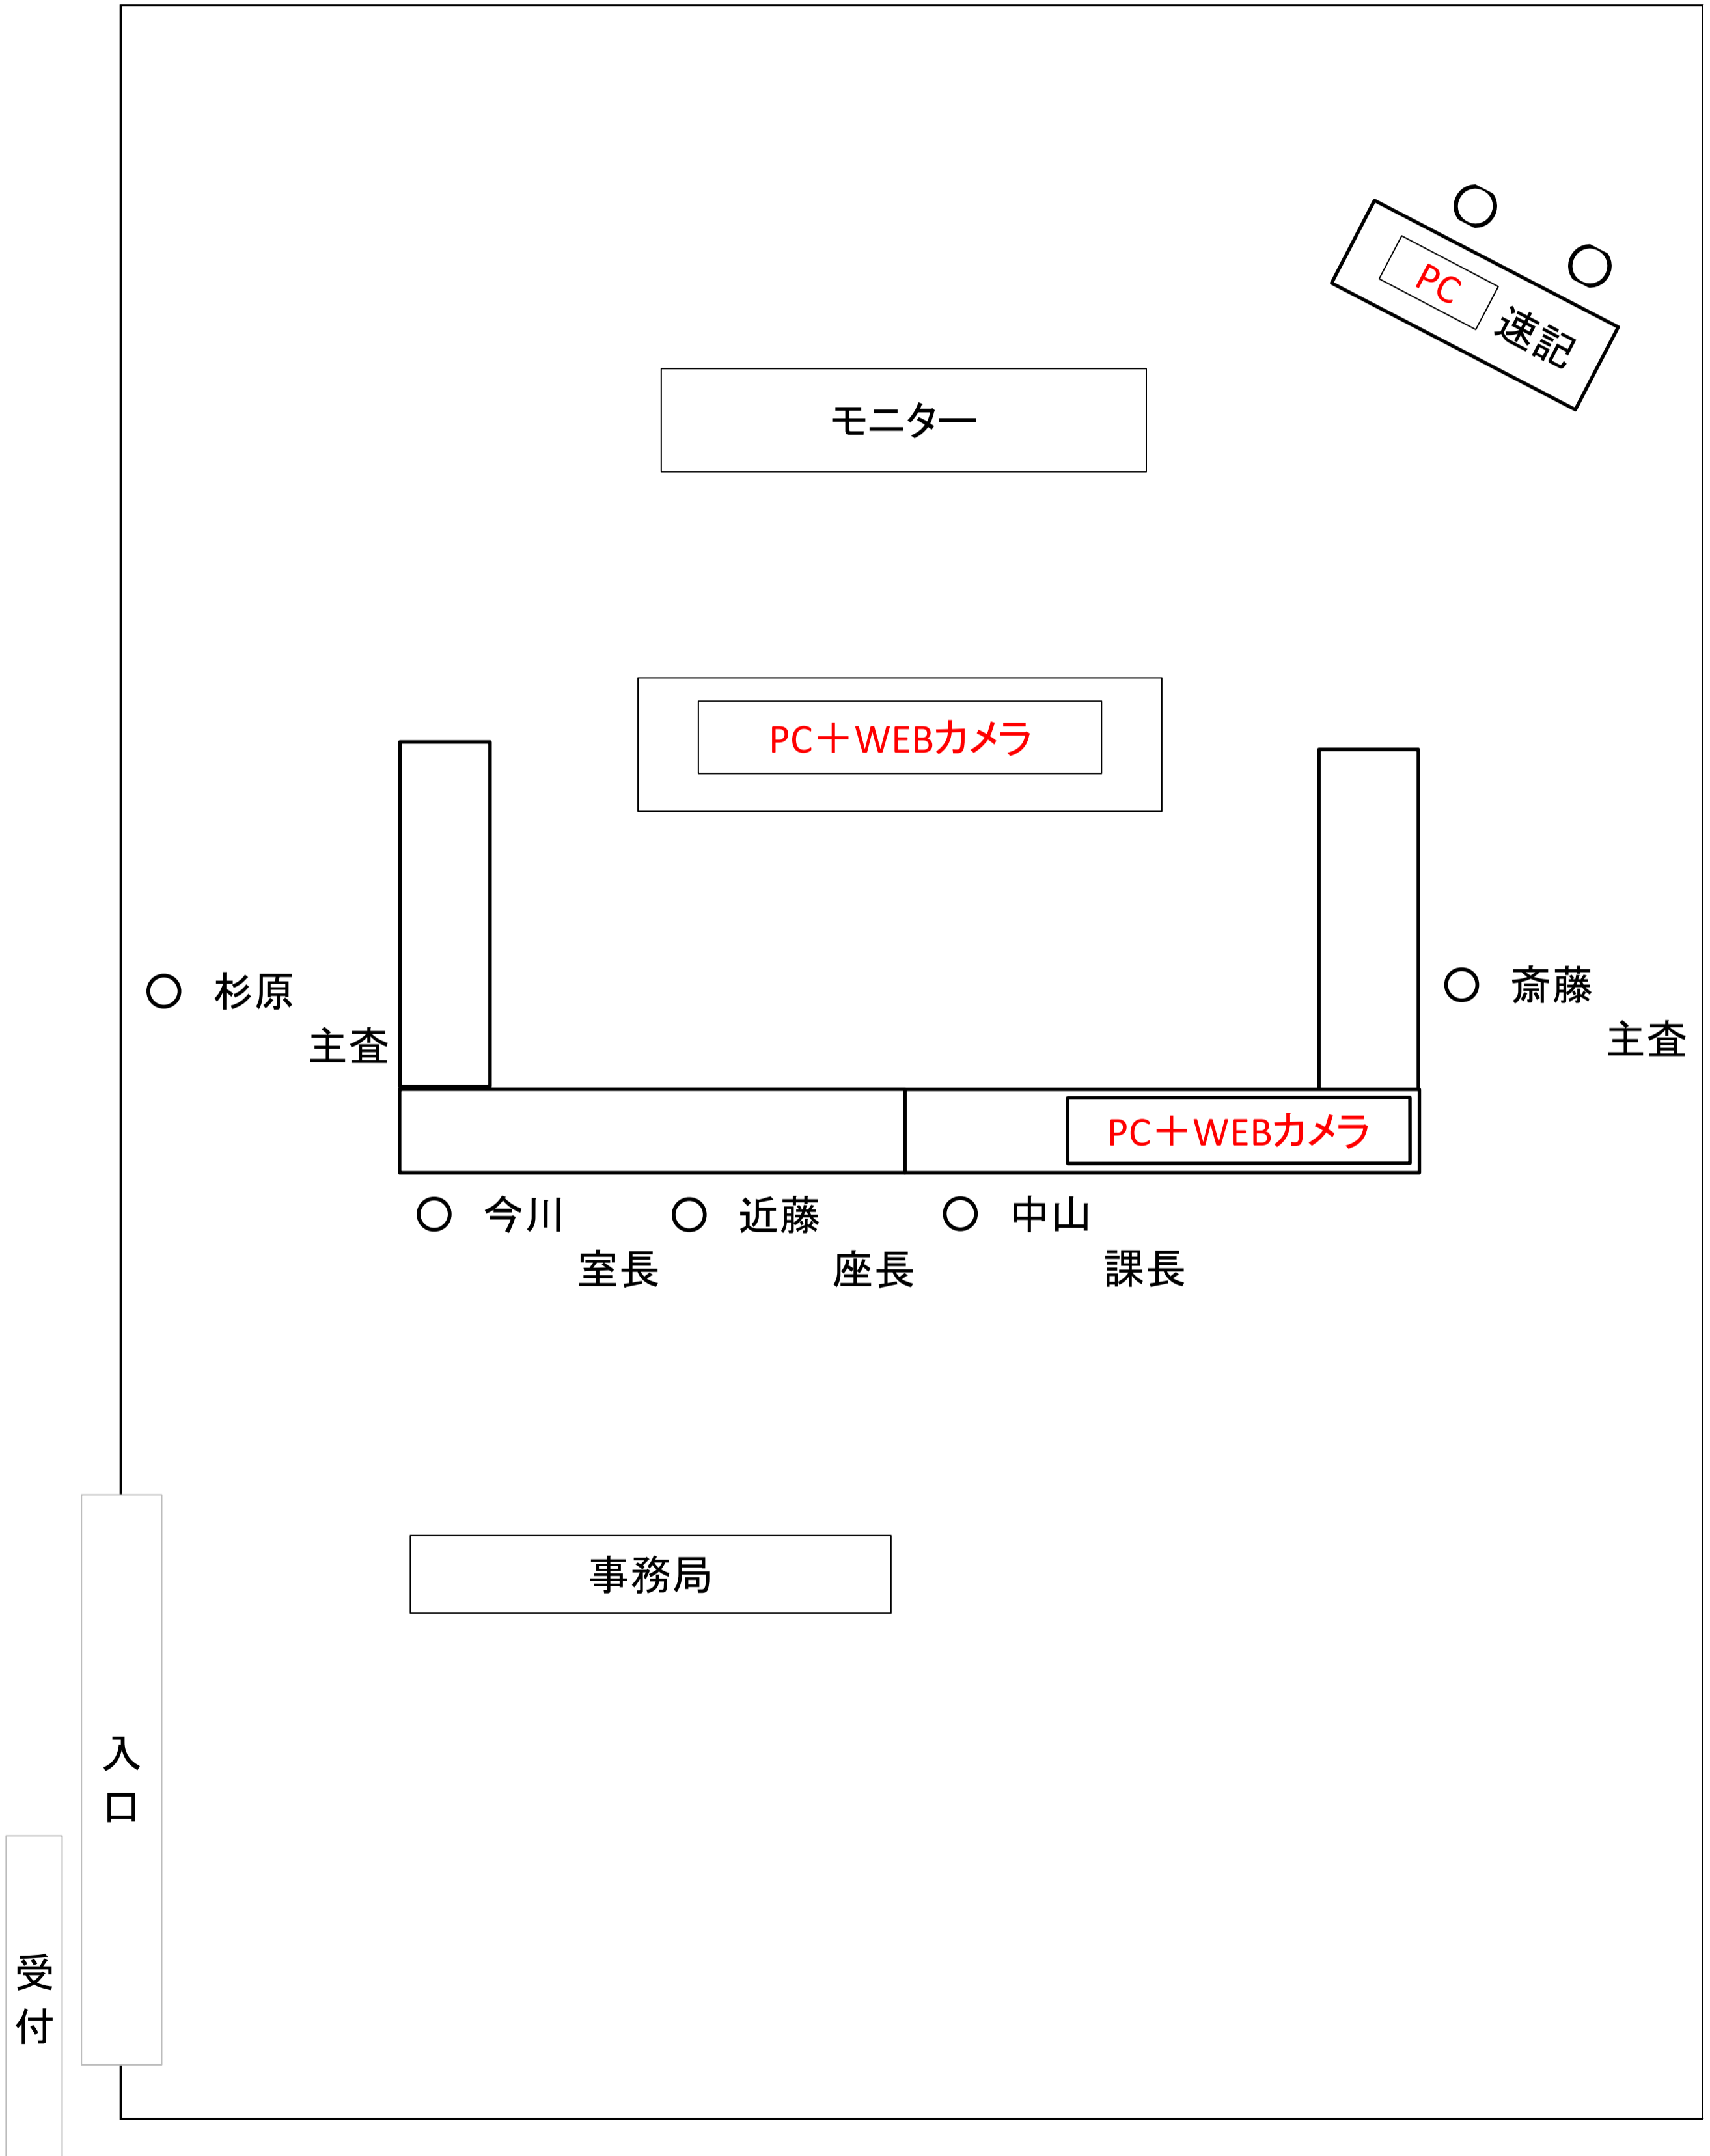 PC
速記
モニター
PC＋WEBカメラ
○ 杉原
主査
○ 斎藤
主査
PC＋WEBカメラ
○ 今川
室長
○ 近藤
座長
○ 中山
課長
事務局
入口
受付